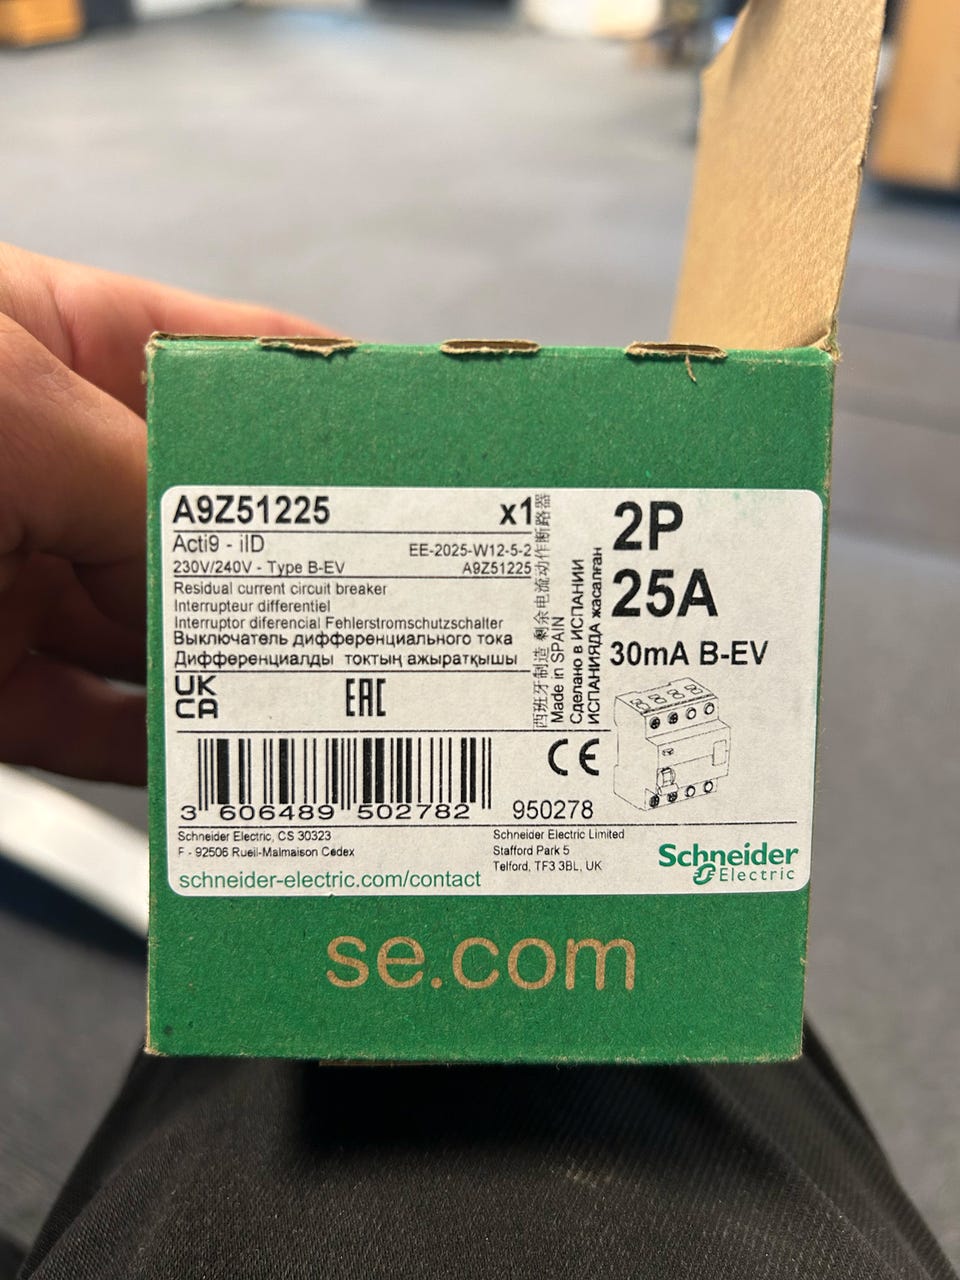 A9Z51225 x1
Acti9 - iID
EE-2025-W12-5-2
230V/240V - Type B-EV A9Z51225
Residual current circuit breaker
Interrupteur differentiel
Interruptor diferencial Fehlerstromschutzschalter
Выключатель дифференциального тока
Дифференциалды токтың ажыратқышы
UK
CA
EAC
西班牙制造 剩余电流动作断路器
Made in SPAIN
Сделано в ИСПАНИИ
ИСПАНИЯДА жасалған
2P
25A
30mA B-EV
CE
3 606489 502782
950278
Schneider Electric, CS 30323
F - 92506 Rueil-Malmaison Cedex
schneider-electric.com/contact
Schneider Electric Limited
Stafford Park 5
Telford, TF3 3BL, UK
Schneider
Electric
se.com